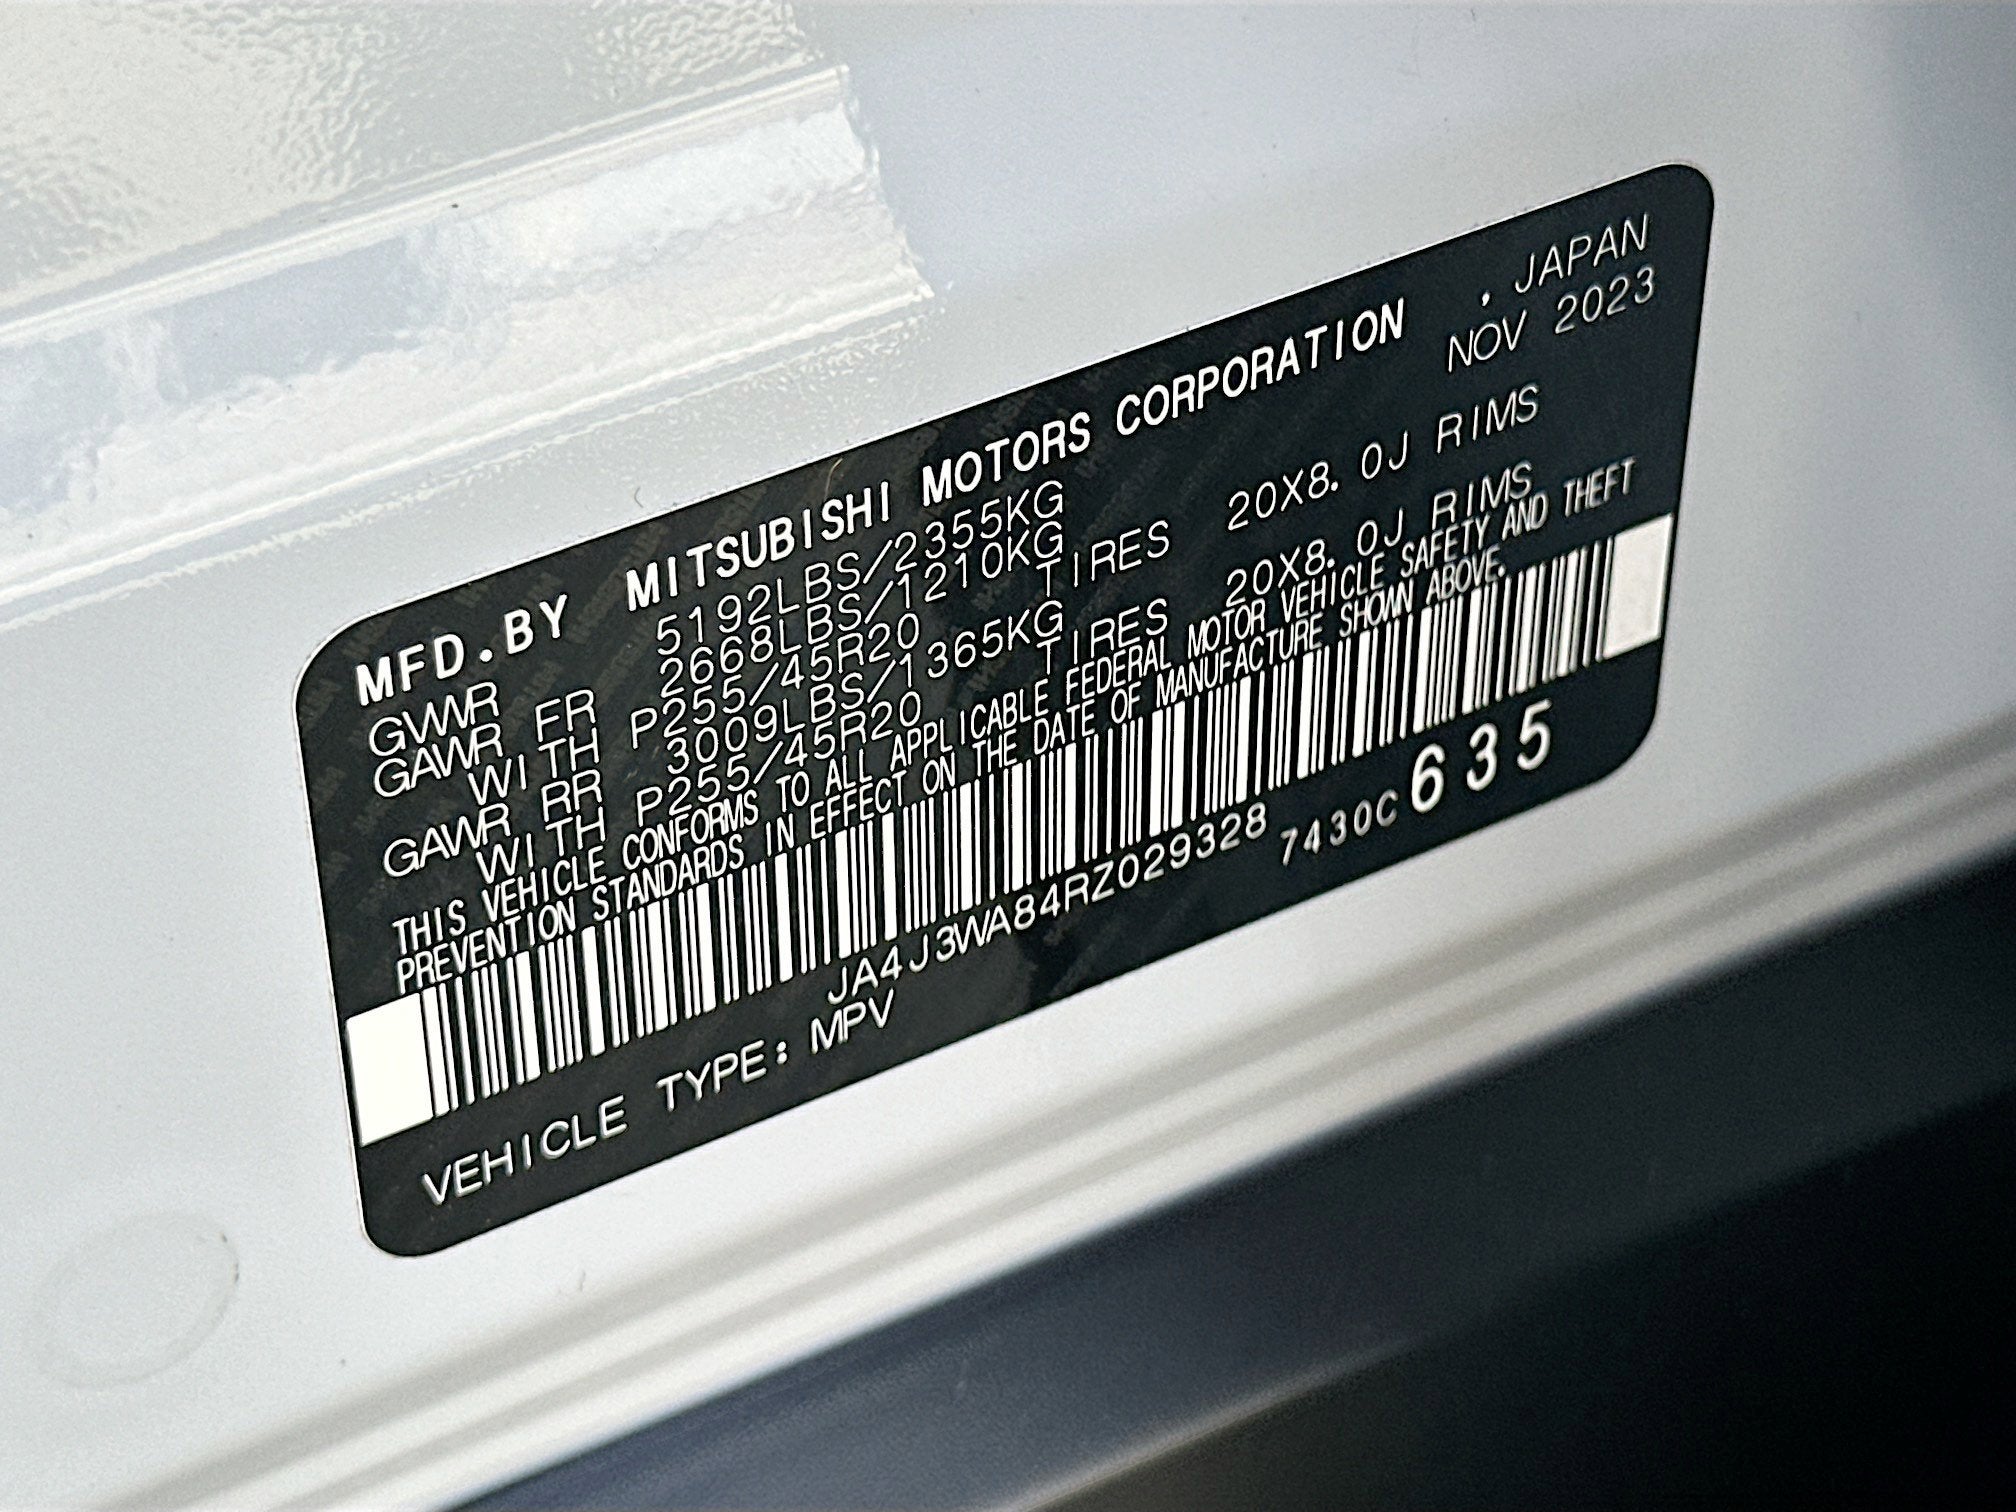 MFD.BY MITSUBISHI MOTORS CORPORATION , JAPAN
GVWR 5192LBS/2355KG NOV 2023
GAWR FR 2668LBS/1210KG
WITH P255/45R20 TIRES 20X8.0J RIMS
GAWR RR 3009LBS/1365KG
WITH P255/45R20 TIRES 20X8.0J RIMS
THIS VEHICLE CONFORMS TO ALL APPLICABLE FEDERAL MOTOR VEHICLE SAFETY AND THEFT
PREVENTION STANDARDS IN EFFECT ON THE DATE OF MANUFACTURE SHOWN ABOVE.
JA4J3WA84RZ029328 7430C635
VEHICLE TYPE: MPV